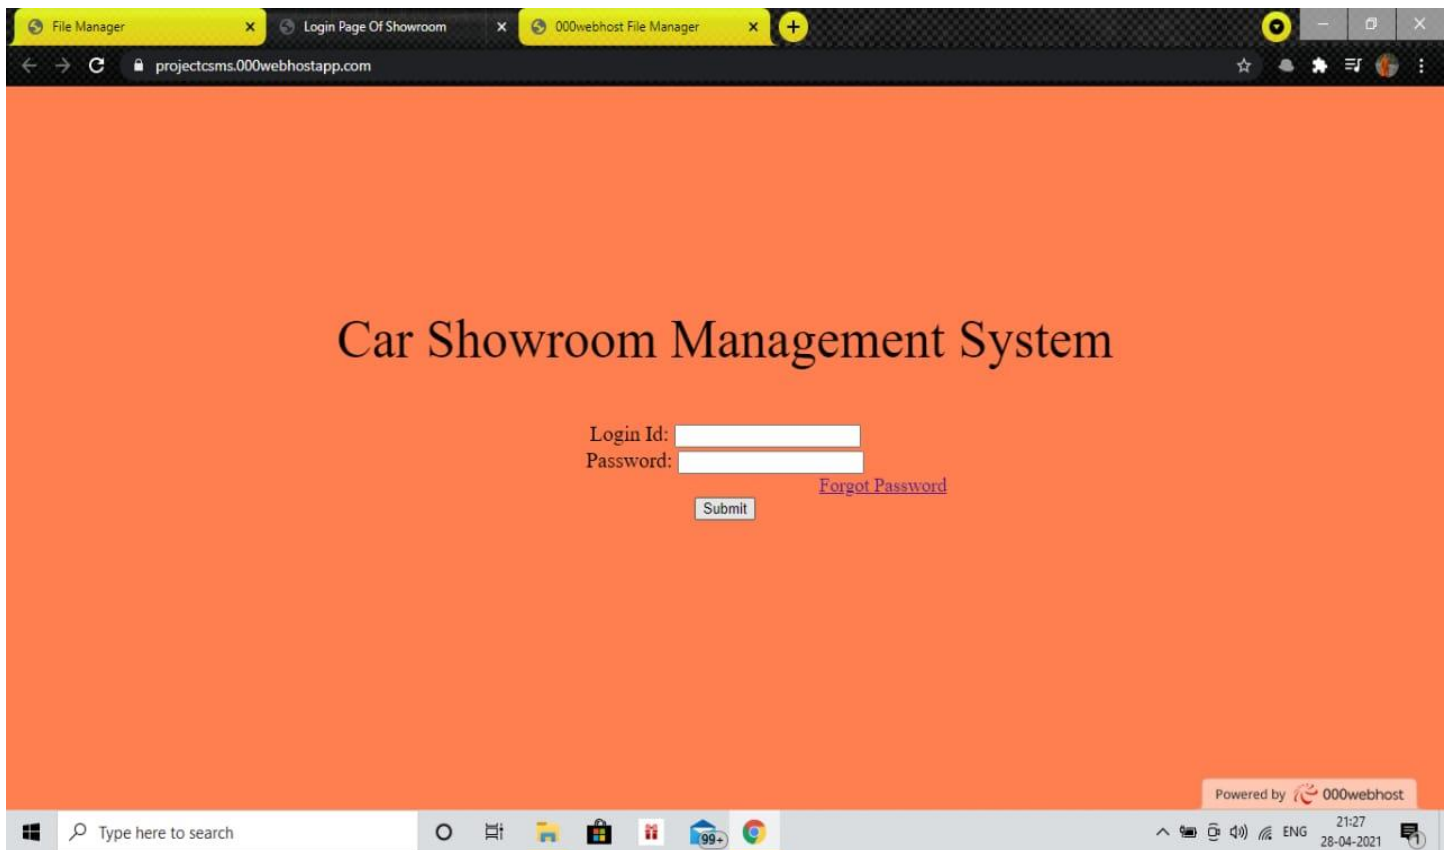 File Manager
Login Page Of Showroom
000webhost File Manager
projectcsms.000webhostapp.com
Car Showroom Management System
Login Id:
Password:
Forgot Password
Submit
Powered by 000webhost
Type here to search
99+
ENG
21:27
28-04-2021
1